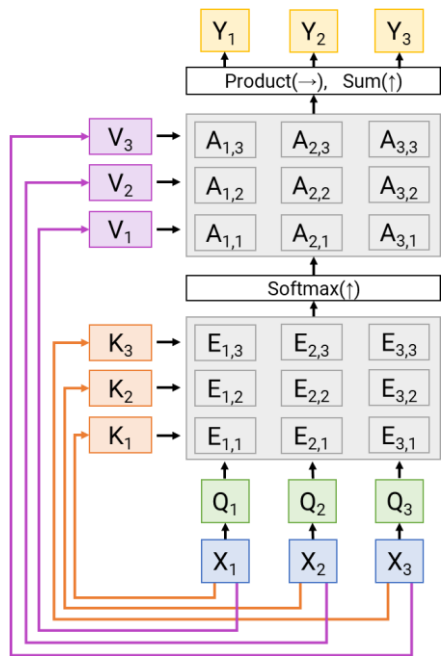 Y1 Y2 Y3
Product(→), Sum(↑)
V3 A1,3 A2,3 A3,3
V2 A1,2 A2,2 A3,2
V1 A1,1 A2,1 A3,1
Softmax(↑)
K3 E1,3 E2,3 E3,3
K2 E1,2 E2,2 E3,2
K1 E1,1 E2,1 E3,1
Q1 Q2 Q3
X1 X2 X3